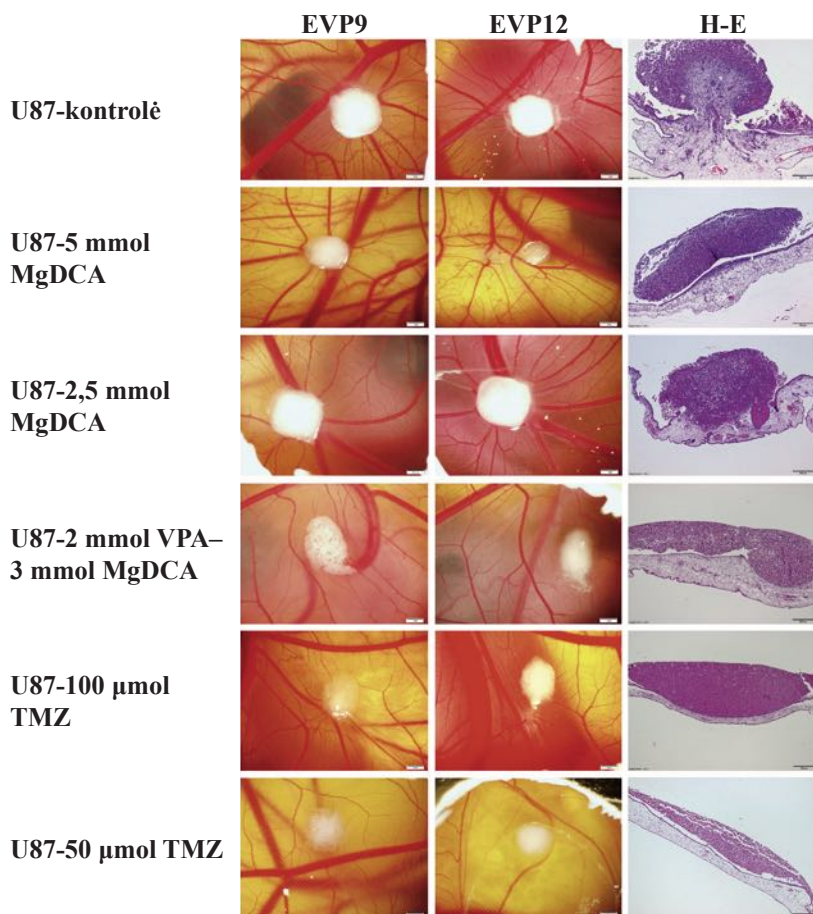 EVP9 EVP12 H-E
U87-kontrolė
U87-5 mmol
MgDCA
U87-2,5 mmol
MgDCA
U87-2 mmol VPA–
3 mmol MgDCA
U87-100 μmol
TMZ
U87-50 μmol TMZ